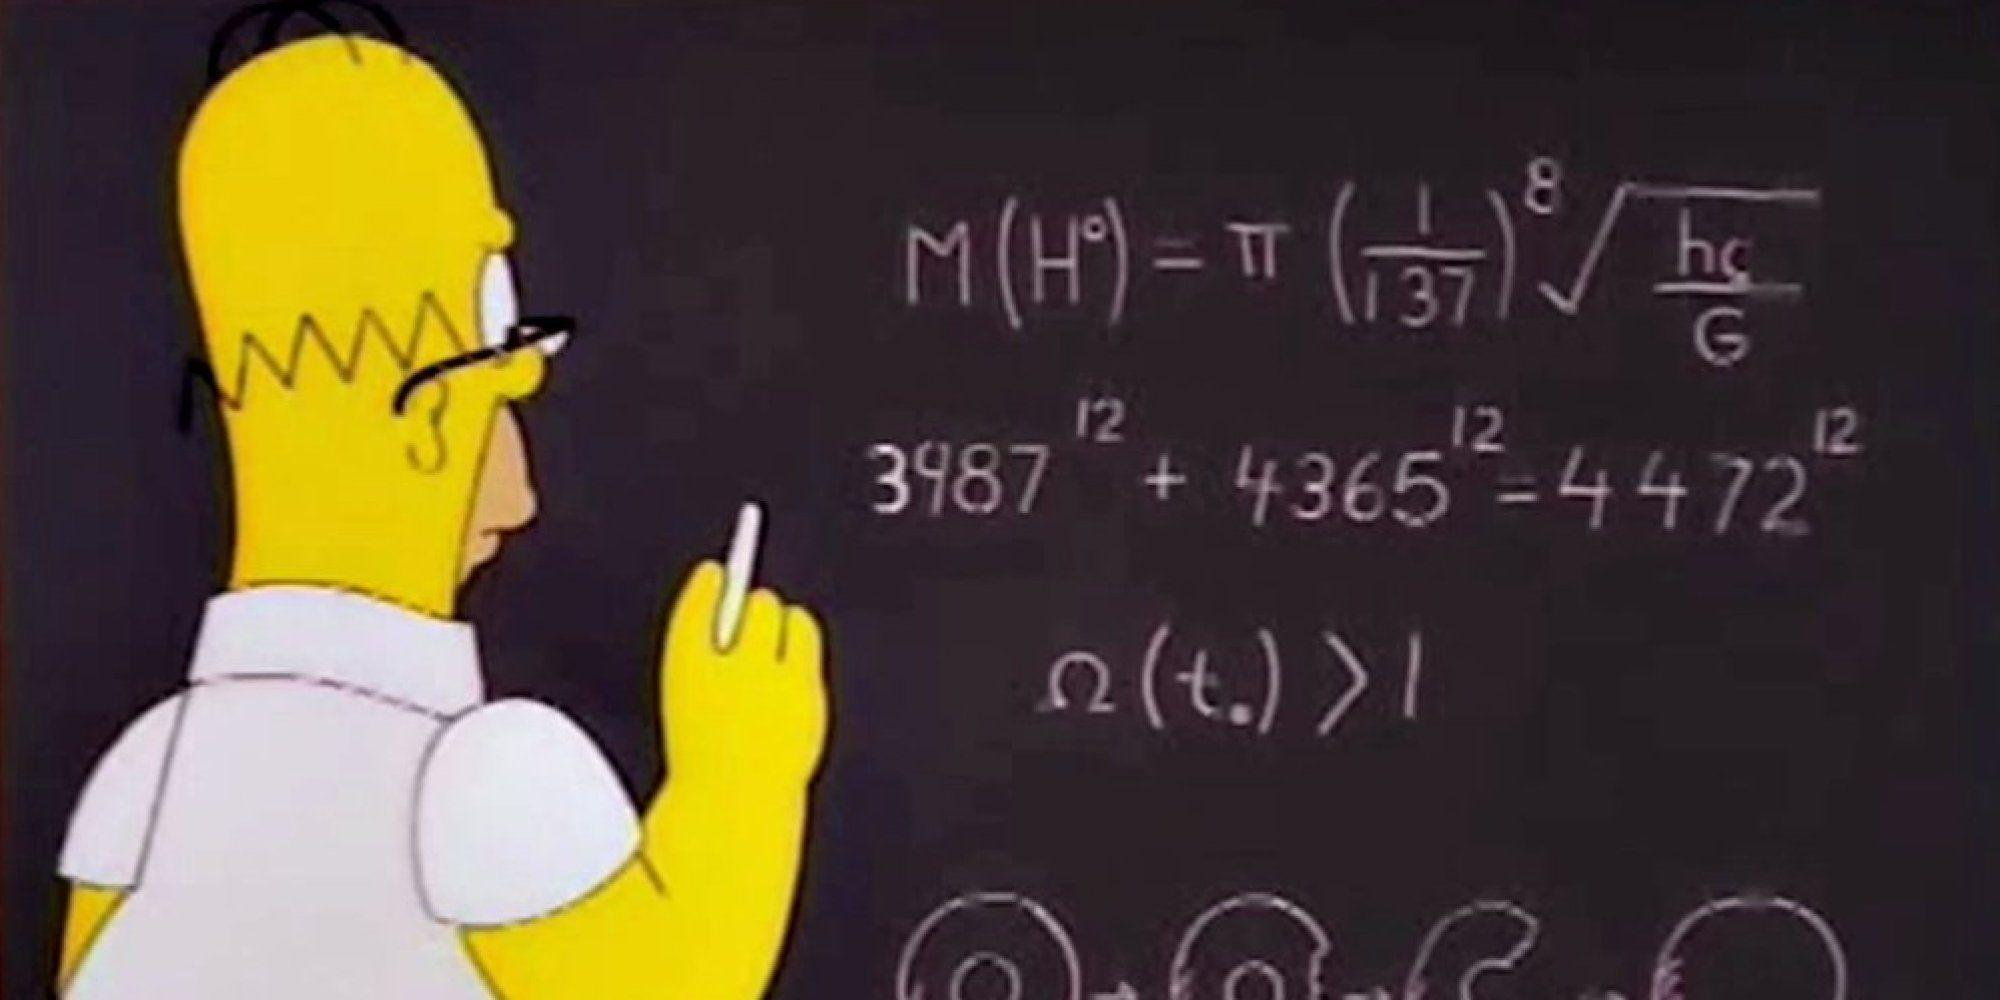 M(H°) = π (1/137)⁸ √(hc/G)
3987¹² + 4365¹² = 4472¹²
Ω(t₀) > 1